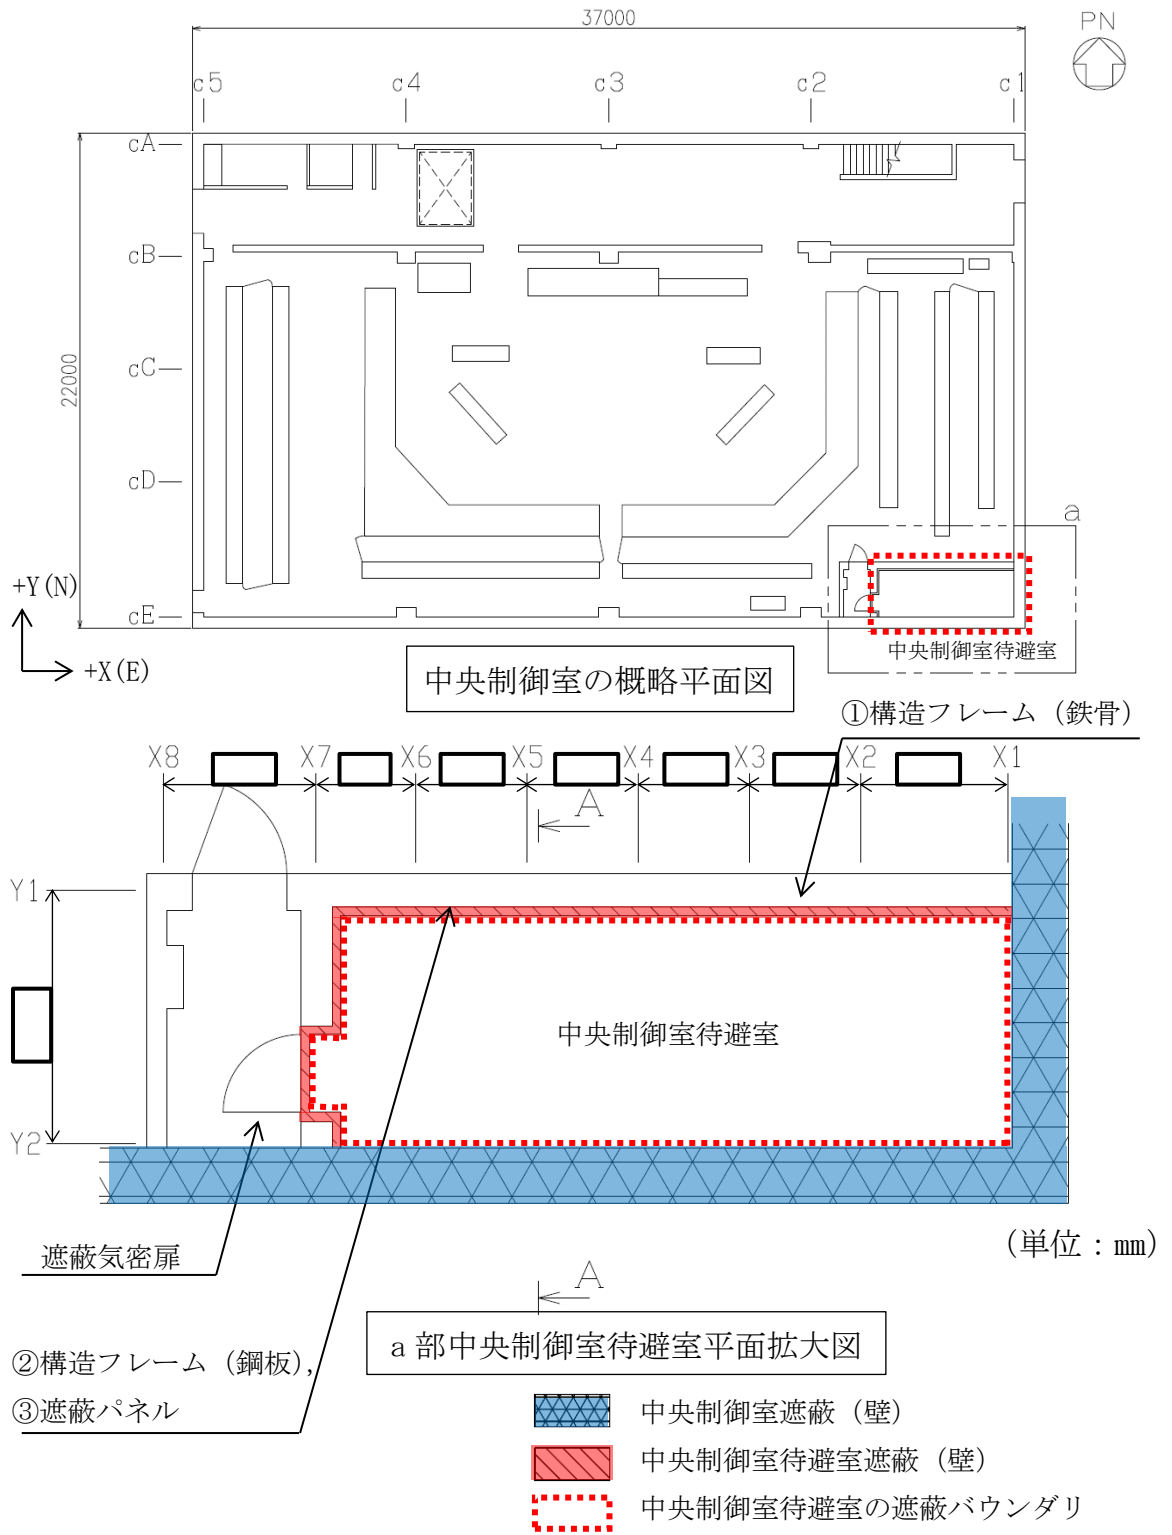 37000
PN
c5 c4 c3 c2 c1
cA
cB
cC
cD
cE
22000
a
+Y(N)
+X(E)
中央制御室待避室
中央制御室の概略平面図
①構造フレーム（鉄骨）
X8 X7 X6 X5 X4 X3 X2 X1
A
Y1
中央制御室待避室
Y2
遮蔽気密扉
(単位：mm)
A
a部中央制御室待避室平面拡大図
②構造フレーム（鋼板），
③遮蔽パネル
中央制御室遮蔽（壁）
中央制御室待避室遮蔽（壁）
中央制御室待避室の遮蔽バウンダリ